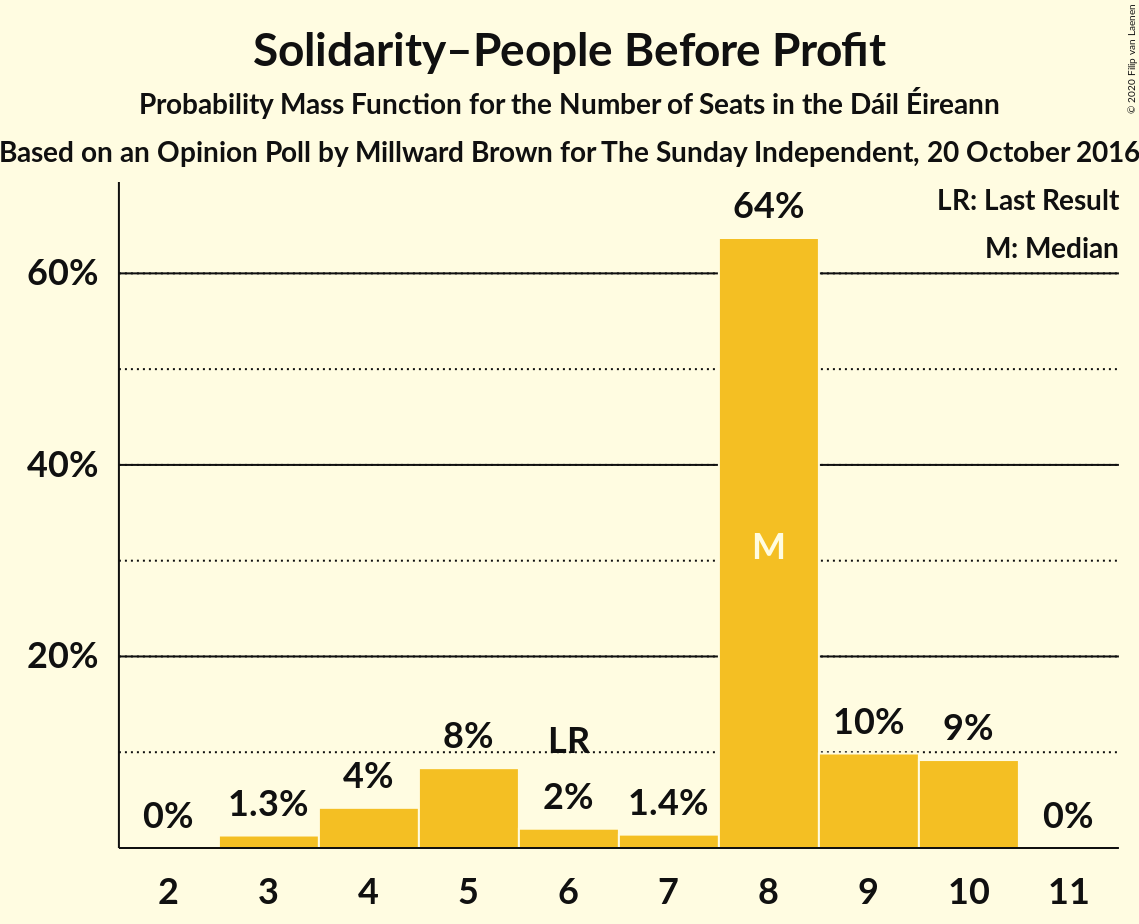 Solidarity–People Before Profit
Probability Mass Function for the Number of Seats in the Dáil Éireann
Based on an Opinion Poll by Millward Brown for The Sunday Independent, 20 October 2016
© 2020 Filip van Laenen
LR: Last Result
M: Median
60%
40%
20%
0%
1.3%
4%
8%
LR
2%
1.4%
64%
M
10%
9%
0%
2 3 4 5 6 7 8 9 10 11